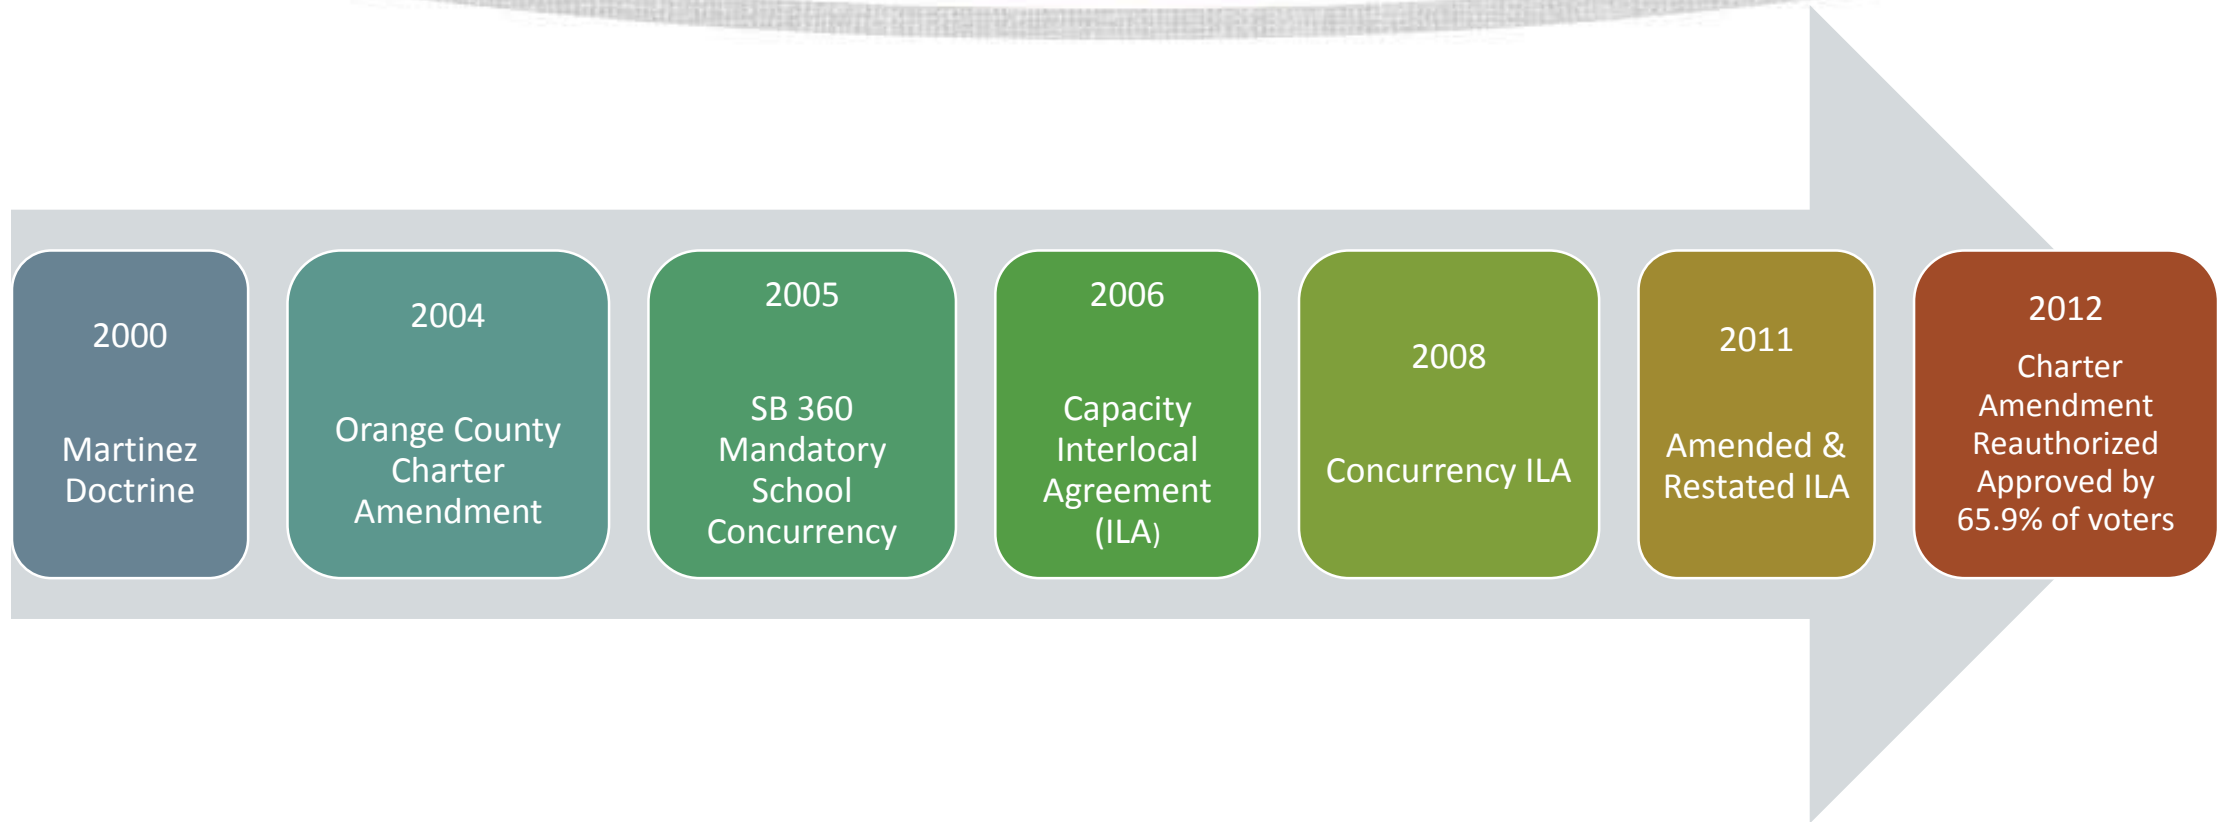 2000
Martinez
Doctrine
2004
Orange County
Charter
Amendment
2005
SB 360
Mandatory
School
Concurrency
2006
Capacity
Interlocal
Agreement
(ILA)
2008
Concurrency ILA
2011
Amended &
Restated ILA
2012
Charter
Amendment
Reauthorized
Approved by
65.9% of voters